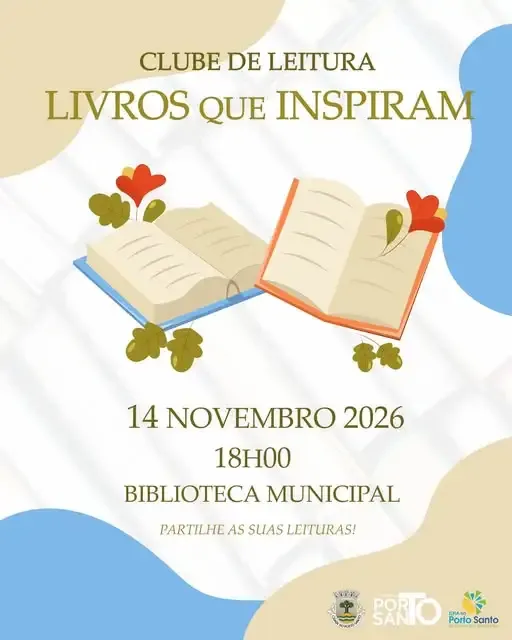 CLUBE DE LEITURA
LIVROS QUE INSPIRAM
14 NOVEMBRO 2026
18H00
BIBLIOTECA MUNICIPAL
PARTILHE AS SUAS LEITURAS!
PORTO
SANTO
Porto Santo